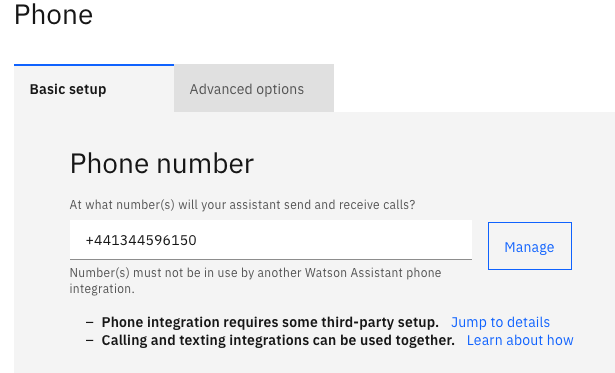 Phone
Basic setup
Advanced options
Phone number
At what number(s) will your assistant send and receive calls?
+441344596150
Manage
Number(s) must not be in use by another Watson Assistant phone
integration.
– Phone integration requires some third-party setup. Jump to details
– Calling and texting integrations can be used together. Learn about how